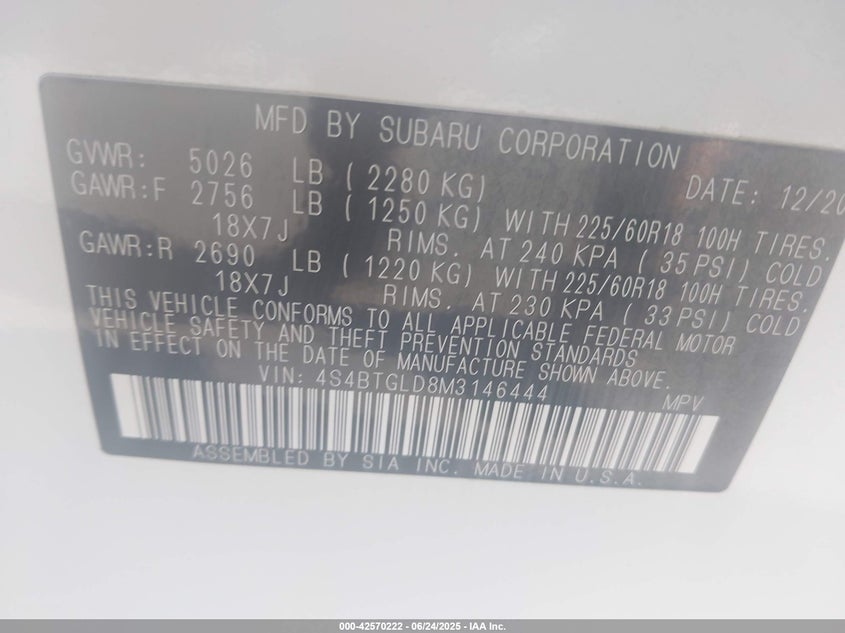 MFD BY SUBARU CORPORATION
GVWR: 5026 LB ( 2280 KG) DATE: 12/20
GAWR:F 2756 LB ( 1250 KG) WITH 225/60R18 100H TIRES.
18X7J RIMS. AT 240 KPA ( 35 PSI) COLD
GAWR:R 2690 LB ( 1220 KG) WITH 225/60R18 100H TIRES.
18X7J RIMS. AT 230 KPA ( 33 PSI) COLD
THIS VEHICLE CONFORMS TO ALL APPLICABLE FEDERAL MOTOR
VEHICLE SAFETY AND THEFT PREVENTION STANDARDS
IN EFFECT ON THE DATE OF MANUFACTURE SHOWN ABOVE.
VIN: 4S4BTGLD8M3146444 MPV
ASSEMBLED BY SIA INC. MADE IN U.S.A.
000-42570222 - 06/24/2025 - IAA Inc.